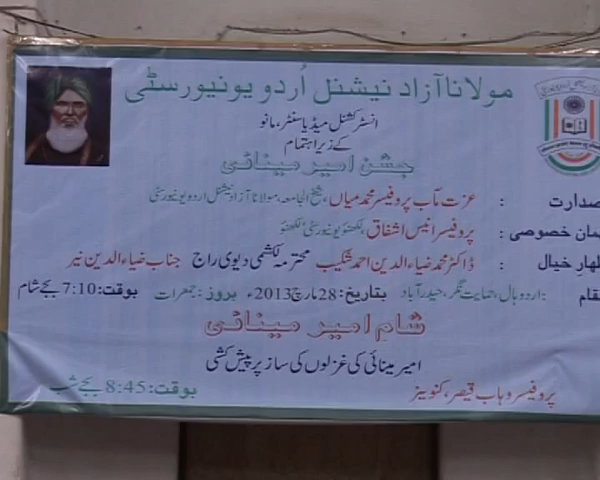 مولانا آزاد نیشنل اُردو یونیورسٹی
انسٹرکشنل میڈیا سنٹر، مانو
کے زیر اہتمام
جشن امیر مینائی
صدارت : عزت مآب پروفیسر محمد میاں، شیخ الجامعہ، مولانا آزاد نیشنل اردو یونیورسٹی
مان خصوصی : پروفیسر انیس اشفاق، لکھنؤ یونیورسٹی لکھنؤ
ظہار خیال : ڈاکٹر محمد ضیاء الدین احمد شکیب محترمہ لکشمی دیوی راج جناب ضیاء الدین نیر
قام : اردو ہال، حمایت نگر، حیدرآباد بتاریخ: 28 مارچ 2013ء بروز: جمعرات بوقت: 7:10 بجے شام
شام امیر مینائی
امیر مینائی کی غزلوں کی ساز پر پیش کشی
پروفیسر وہاب قیصر، کنوینر بوقت: 8:45 بجے شب